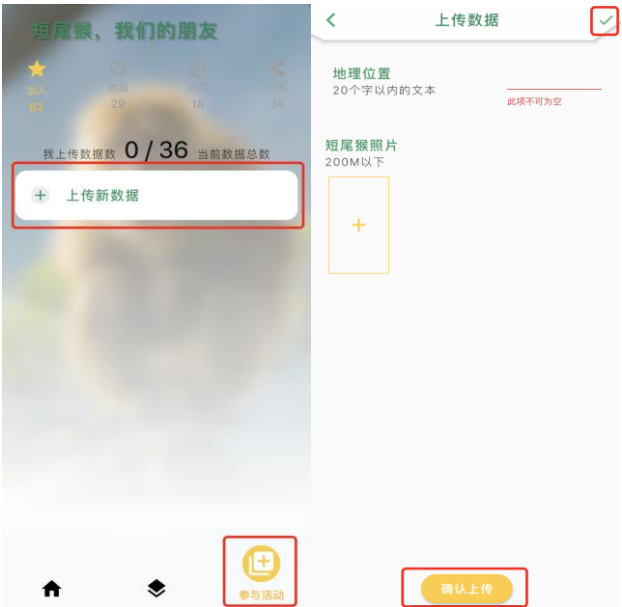 短尾猴，我们的朋友
加入
收藏
62
29
18
34
我上传数据数 0 / 36 当前数据总数
上传新数据
参与活动
上传数据
地理位置
20个字以内的文本
此项不可为空
短尾猴照片
200M以下
确认上传